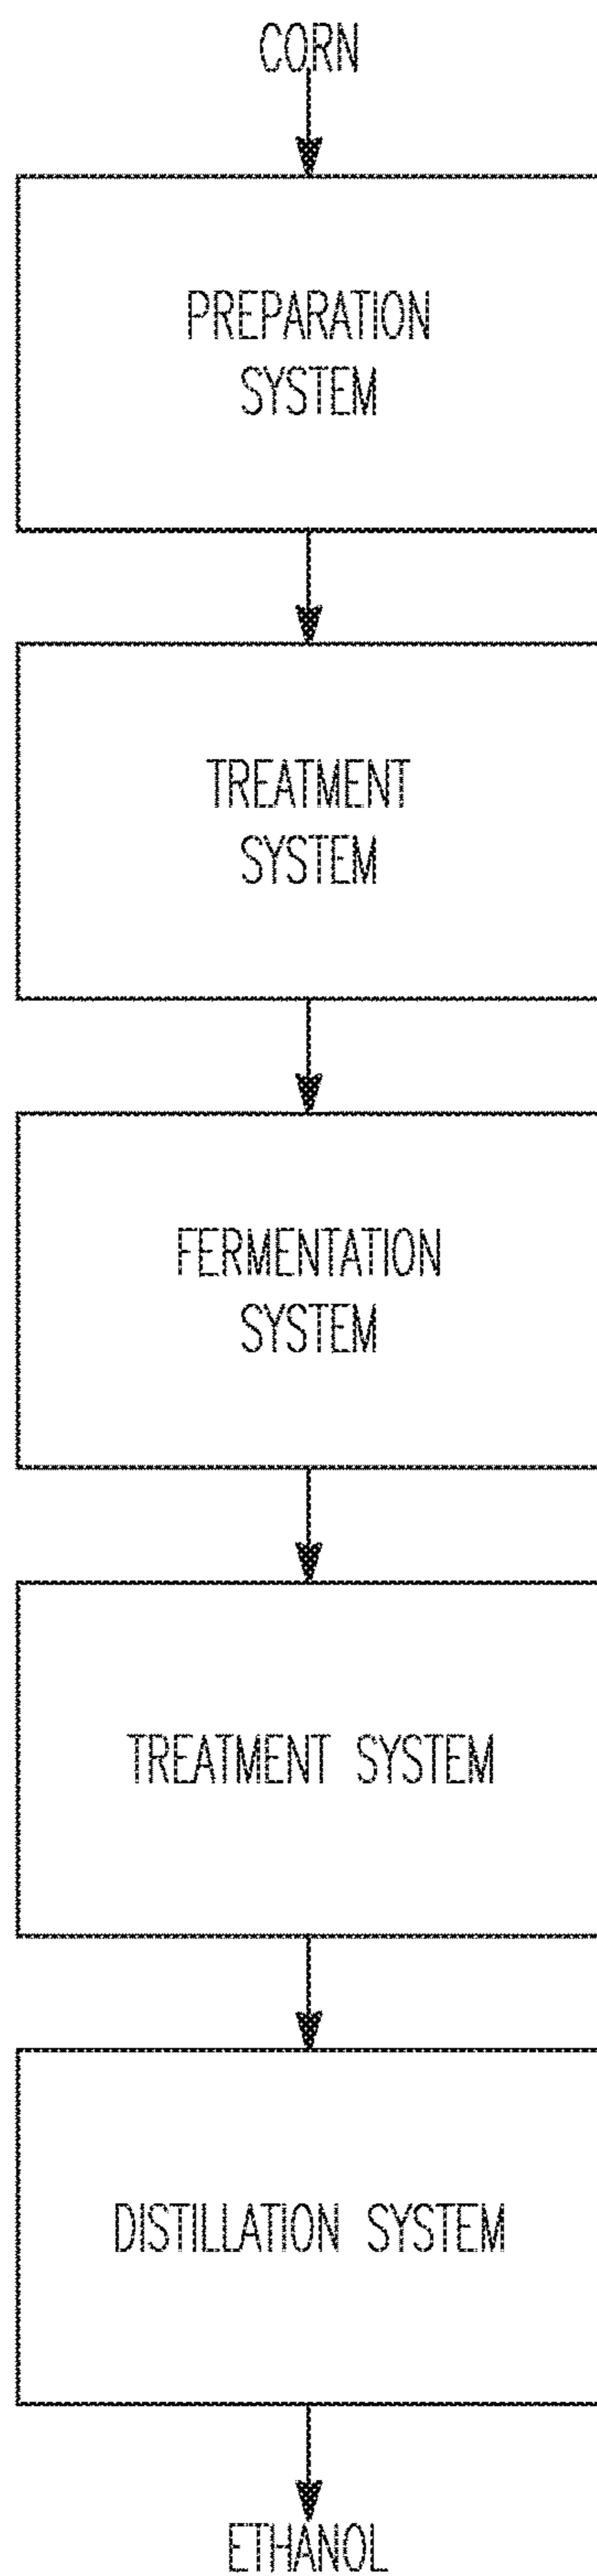 CORN
PREPARATION
SYSTEM
TREATMENT
SYSTEM
FERMENTATION
SYSTEM
TREATMENT SYSTEM
DISTILLATION SYSTEM
ETHANOL